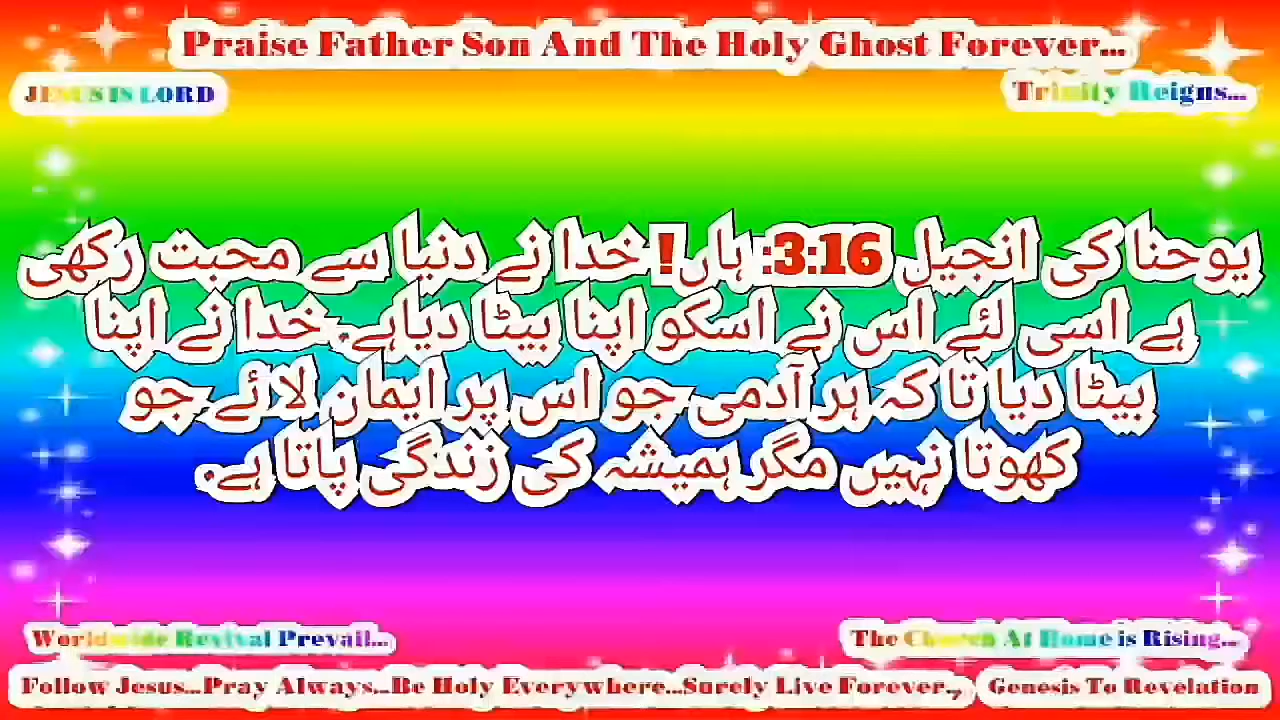 Praise Father Son And The Holy Ghost Forever...
JESUS IS LORD
Trinity Reigns...
یوحنا کی انجیل 3:16: ہاں! خدا نے دنیا سے محبت رکھی
ہے اسی لئے اس نے اسکو اپنا بیٹا دیاہے. خدا نے اپنا
بیٹا دیا تا کہ ہر آدمی جو اس پر ایمان لائے جو
کھوتا نہیں مگر ہمیشہ کی زندگی پاتا ہے.
Worldwide Revival Prevail...
The Church At Home is Rising...
Follow Jesus...Pray Always...Be Holy Everywhere...Surely Live Forever.,
Genesis To Revelation